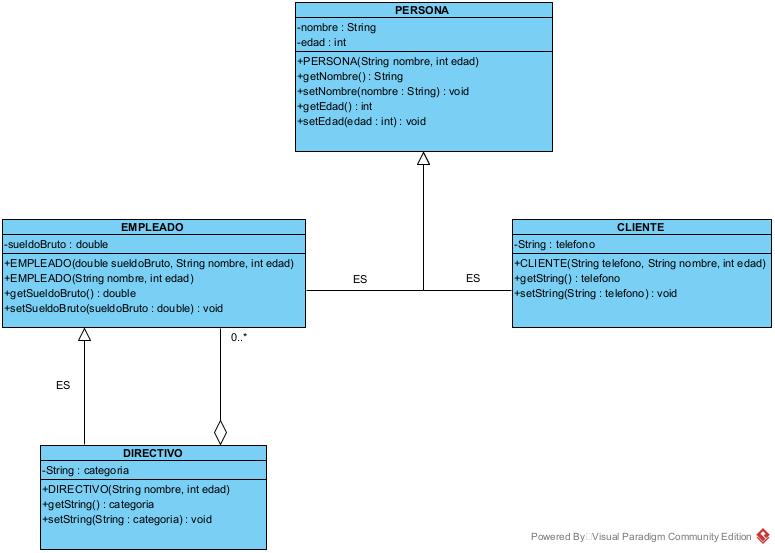 PERSONA
-nombre : String
-edad : int
+PERSONA(String nombre, int edad)
+getNombre() : String
+setNombre(nombre : String) : void
+getEdad() : int
+setEdad(edad : int) : void
EMPLEADO
-sueldoBruto : double
+EMPLEADO(double sueldoBruto, String nombre, int edad)
+EMPLEADO(String nombre, int edad)
+getSueldoBruto() : double
+setSueldoBruto(sueldoBruto : double) : void
ES
ES
CLIENTE
-String : telefono
+CLIENTE(String telefono, String nombre, int edad)
+getString() : telefono
+setString(String : telefono) : void
0..*
ES
DIRECTIVO
-String : categoria
+DIRECTIVO(String nombre, int edad)
+getString() : categoria
+setString(String : categoria) : void
Powered By Visual Paradigm Community Edition